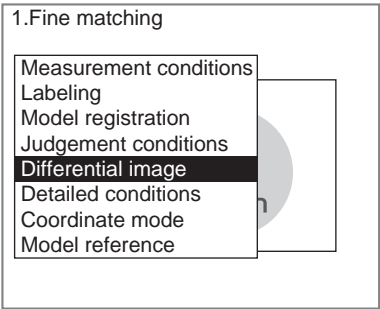 1.Fine matching
Measurement conditions
Labeling
Model registration
Judgement conditions
Differential image
Detailed conditions
Coordinate mode
Model reference